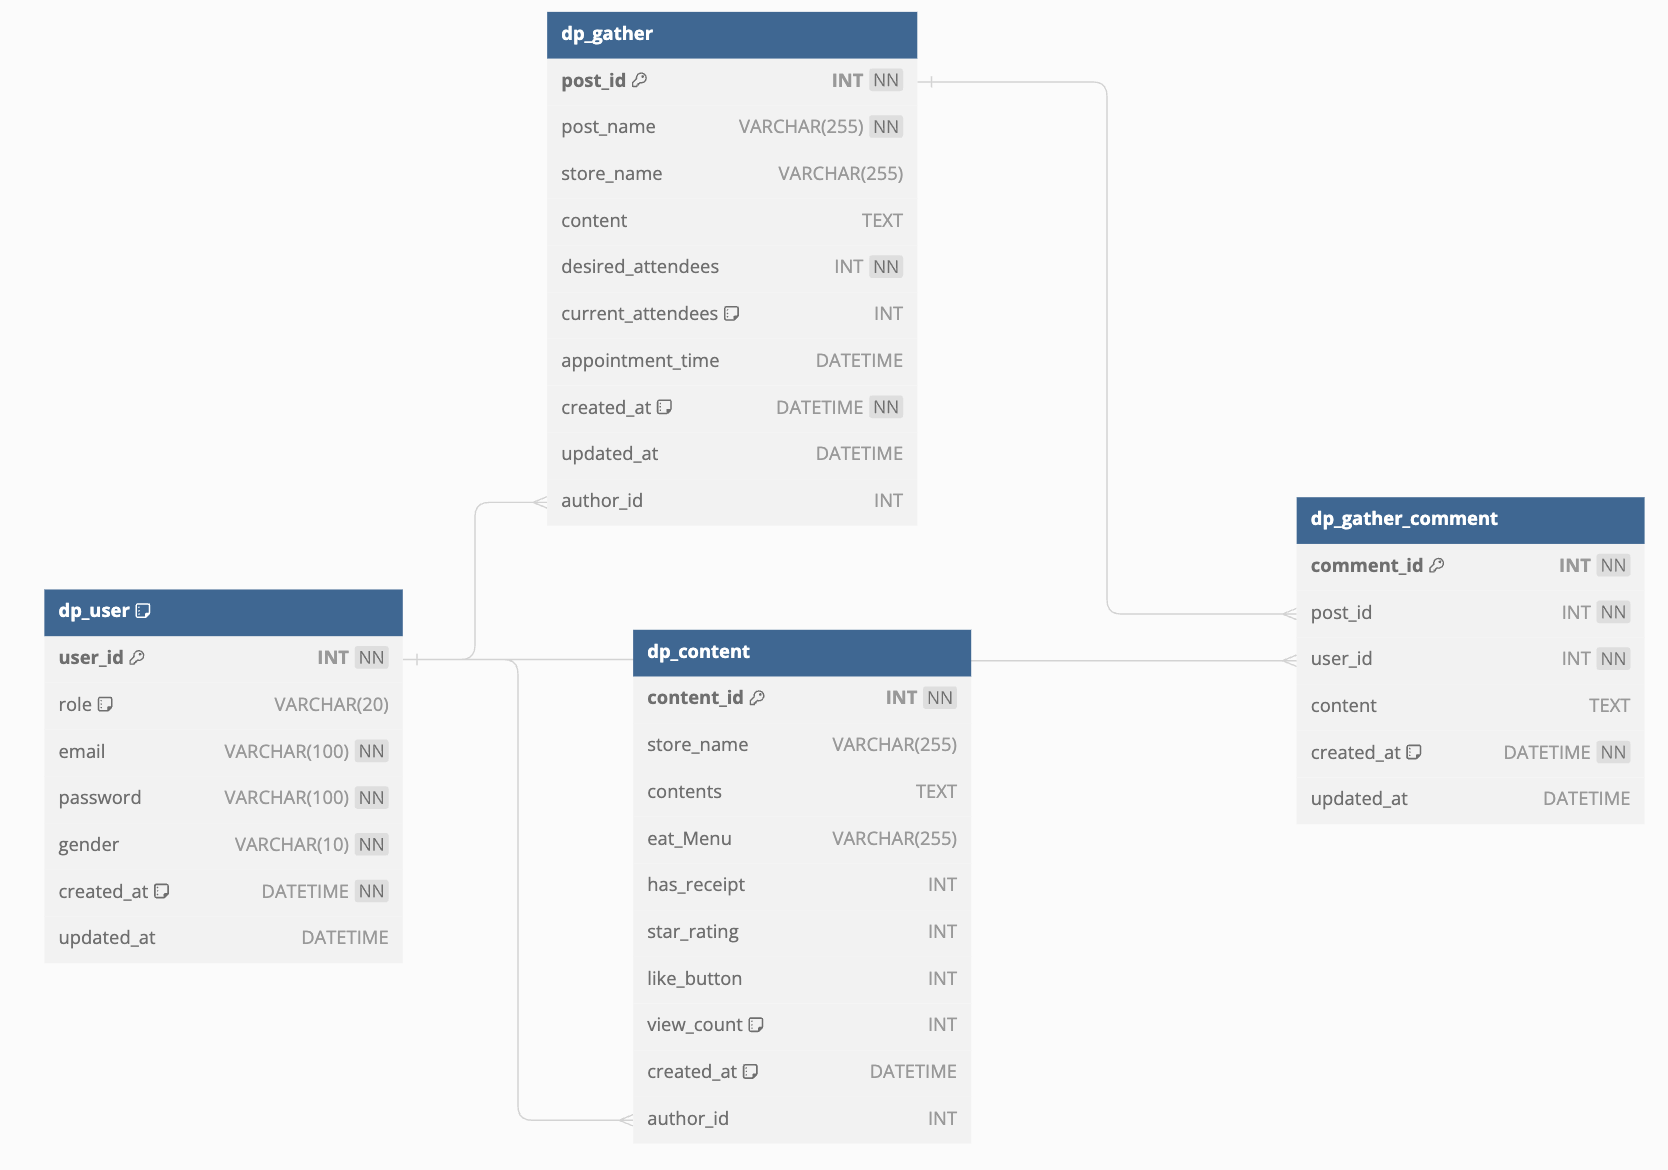 dp_gather
post_id INT NN
post_name VARCHAR(255) NN
store_name VARCHAR(255)
content TEXT
desired_attendees INT NN
current_attendees INT
appointment_time DATETIME
created_at DATETIME NN
updated_at DATETIME
author_id INT
dp_user
user_id INT NN
role VARCHAR(20)
email VARCHAR(100) NN
password VARCHAR(100) NN
gender VARCHAR(10) NN
created_at DATETIME NN
updated_at DATETIME
dp_content
content_id INT NN
store_name VARCHAR(255)
contents TEXT
eat_Menu VARCHAR(255)
has_receipt INT
star_rating INT
like_button INT
view_count INT
created_at DATETIME
author_id INT
dp_gather_comment
comment_id INT NN
post_id INT NN
user_id INT NN
content TEXT
created_at DATETIME NN
updated_at DATETIME